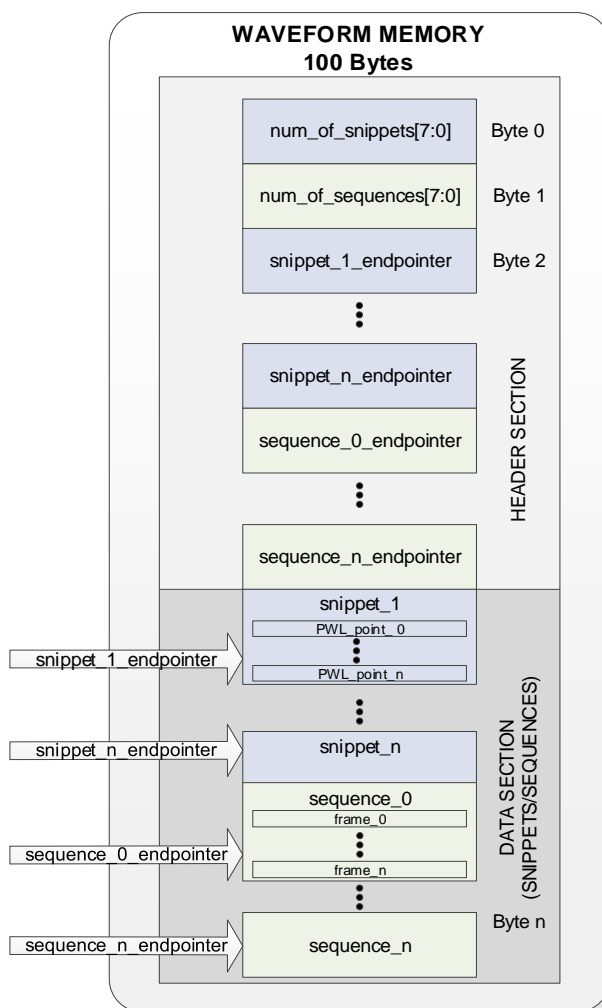 WAVEFORM MEMORY
100 Bytes
num_of_snippets[7:0]
Byte 0
num_of_sequences[7:0]
Byte 1
snippet_1_endpointer
Byte 2
snippet_n_endpointer
sequence_0_endpointer
HEADER SECTION
sequence_n_endpointer
snippet_1
PWL_point_0
snippet_1_endpointer
PWL_point_n
snippet_n_endpointer
snippet_n
DATA SECTION
(SNIPPETS/SEQUENCES)
sequence_0
frame_0
sequence_0_endpointer
frame_n
Byte n
sequence_n_endpointer
sequence_n